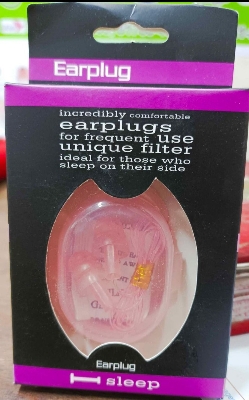 Earplug
incredibly comfortable
earplugs
for frequent use
unique filter
ideal for those who
sleep on their side
Earplug
sleep